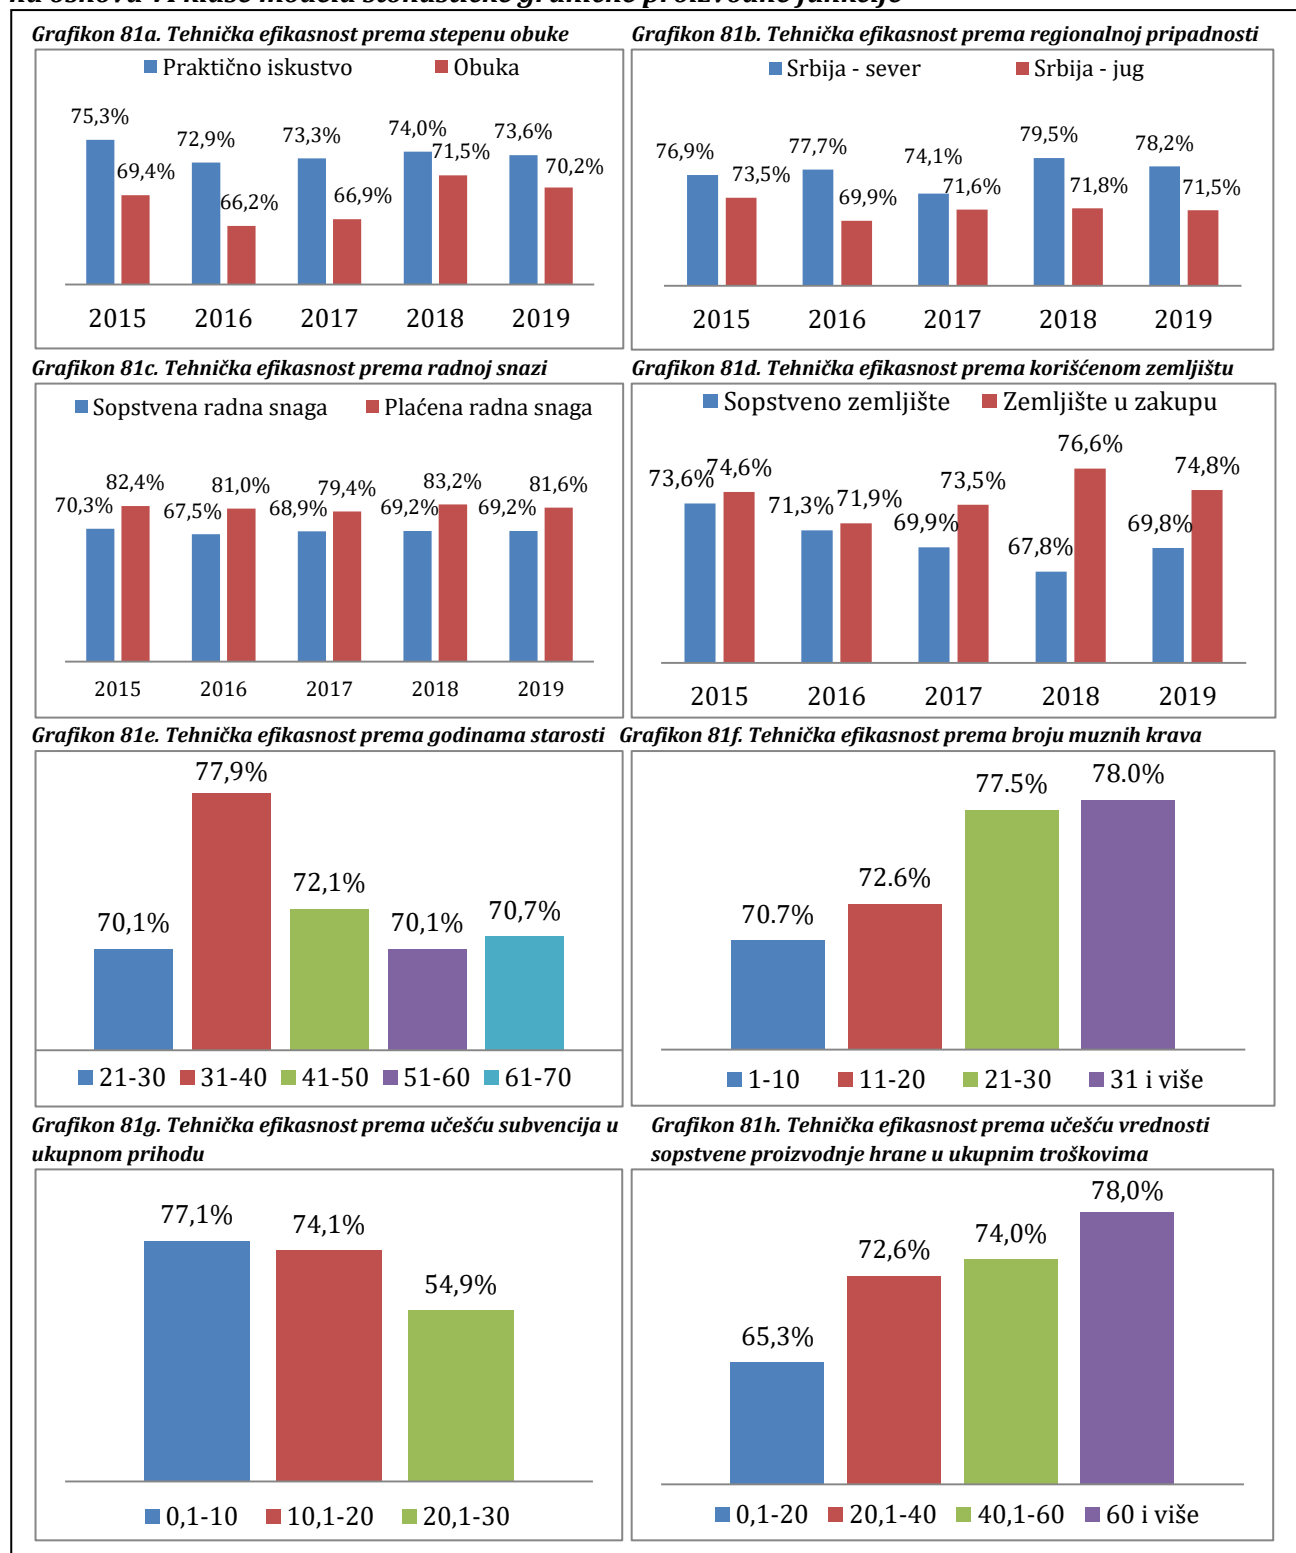 na osnovu VI klase modela stohastičke granične proizvodne funkcije
Grafikon 81a. Tehnička efikasnost prema stepenu obuke
Praktično iskustvo Obuka
75,3% 69,4% 72,9% 66,2% 73,3% 66,9% 74,0% 71,5% 73,6% 70,2%
2015 2016 2017 2018 2019
Grafikon 81b. Tehnička efikasnost prema regionalnoj pripadnosti
Srbija - sever Srbija - jug
76,9% 73,5% 77,7% 69,9% 74,1% 71,6% 79,5% 71,8% 78,2% 71,5%
2015 2016 2017 2018 2019
Grafikon 81c. Tehnička efikasnost prema radnoj snazi
Sopstvena radna snaga Plaćena radna snaga
70,3% 82,4% 67,5% 81,0% 68,9% 79,4% 69,2% 83,2% 69,2% 81,6%
2015 2016 2017 2018 2019
Grafikon 81d. Tehnička efikasnost prema korišćenom zemljištu
Sopstveno zemljište Zemljište u zakupu
73,6% 74,6% 71,3% 71,9% 69,9% 73,5% 67,8% 76,6% 69,8% 74,8%
2015 2016 2017 2018 2019
Grafikon 81e. Tehnička efikasnost prema godinama starosti
70,1% 77,9% 72,1% 70,1% 70,7%
21-30 31-40 41-50 51-60 61-70
Grafikon 81f. Tehnička efikasnost prema broju muznih krava
70.7% 72.6% 77.5% 78.0%
1-10 11-20 21-30 31 i više
Grafikon 81g. Tehnička efikasnost prema učešću subvencija u
ukupnom prihodu
77,1% 74,1% 54,9%
0,1-10 10,1-20 20,1-30
Grafikon 81h. Tehnička efikasnost prema učešću vrednosti
sopstvene proizvodnje hrane u ukupnim troškovima
65,3% 72,6% 74,0% 78,0%
0,1-20 20,1-40 40,1-60 60 i više